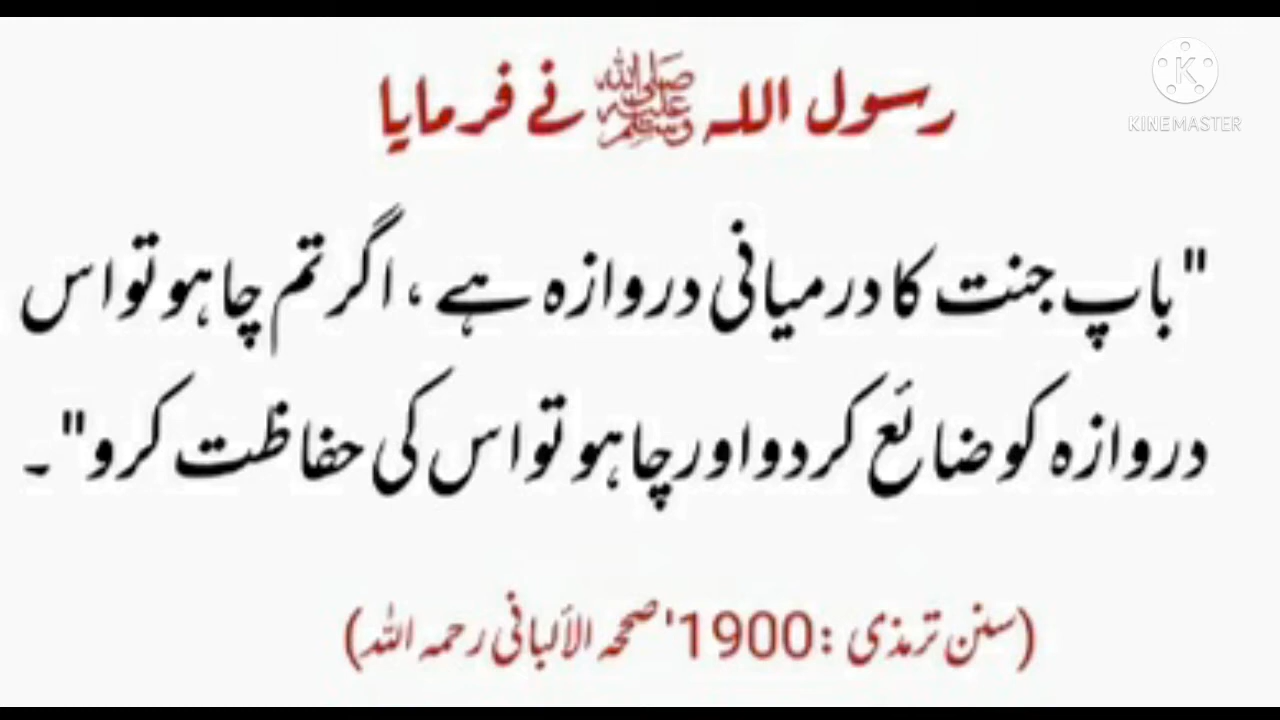 رسول اللہ ﷺ نے فرمایا
KINEMASTER
"باپ جنت کا درمیانی دروازہ ہے، اگر تم چاہو تو اس
دروازہ کو ضائع کر دو اور چاہو تو اس کی حفاظت کرو"۔
(سنن ترمذی :1900' صححہ الألبانی رحمہ اللہ)